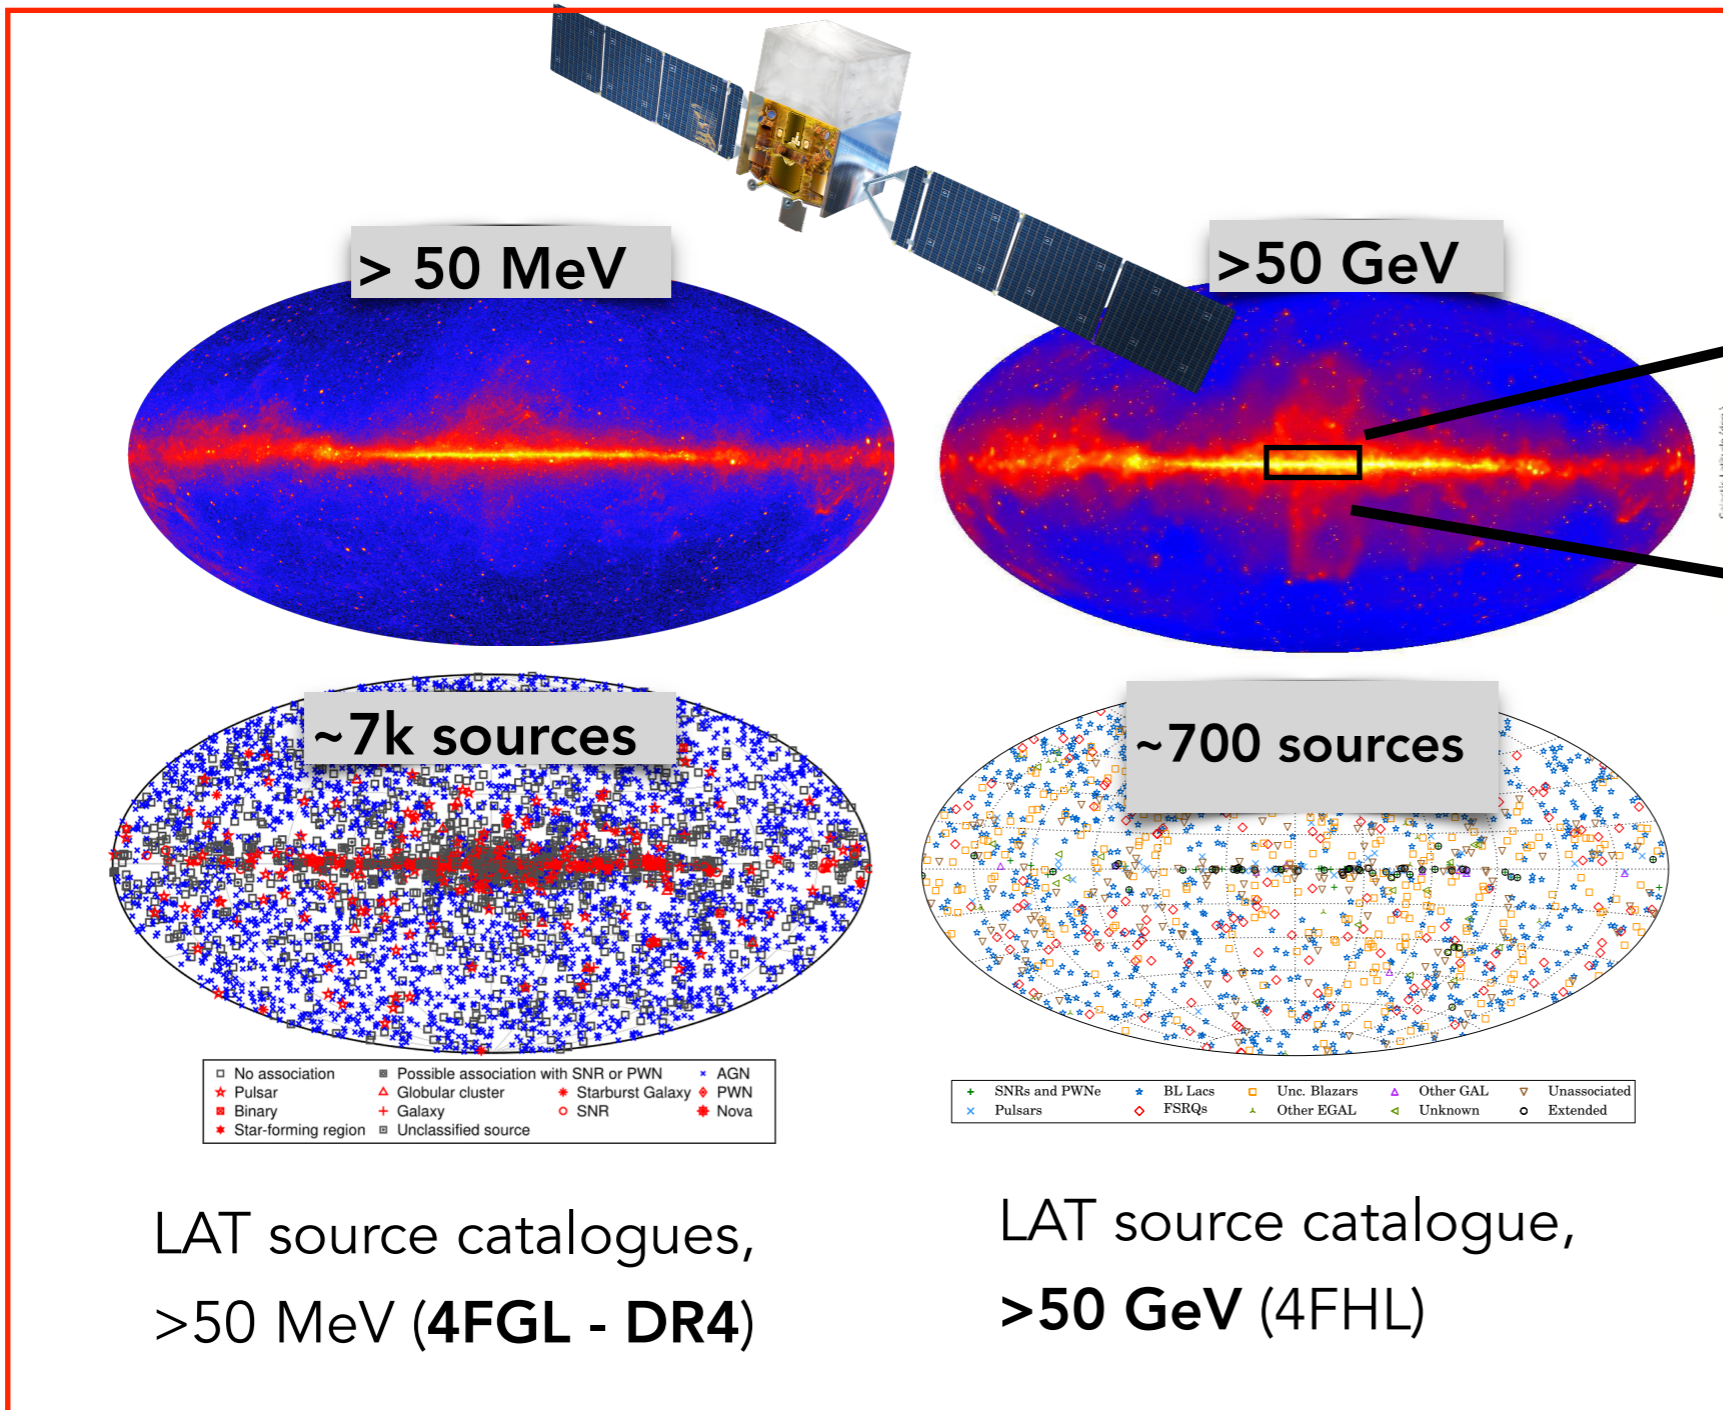 > 50 MeV
>50 GeV
~7k sources
~700 sources
No association
Possible association with SNR or PWN
AGN
Pulsar
Globular cluster
Starburst Galaxy
PWN
Binary
Galaxy
SNR
Nova
Star-forming region
Unclassified source
SNRs and PWNe
BL Lacs
Unc. Blazars
Other GAL
Unassociated
Pulsars
FSRQs
Other EGAL
Unknown
Extended
LAT source catalogues,
>50 MeV (4FGL - DR4)
LAT source catalogue,
>50 GeV (4FHL)